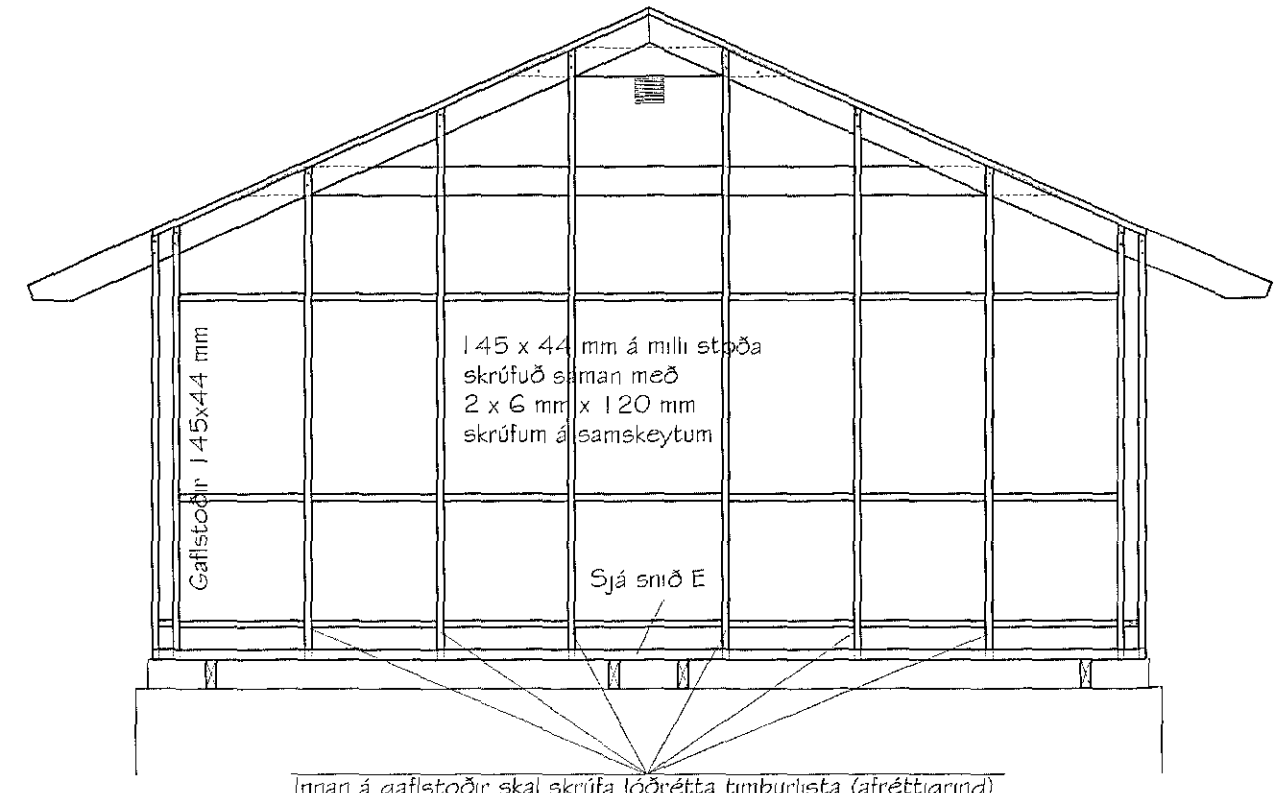 145 x 44 mm á milli stoða
skrúfuð saman með
2 x 6 mm x 120 mm
skrúfum á samskeytum
Gaflstoðir 145x44 mm
Sjá snið E
Innan á gaflstoðir skal skrúfa lóðrétta timburlista (afréttigrind)